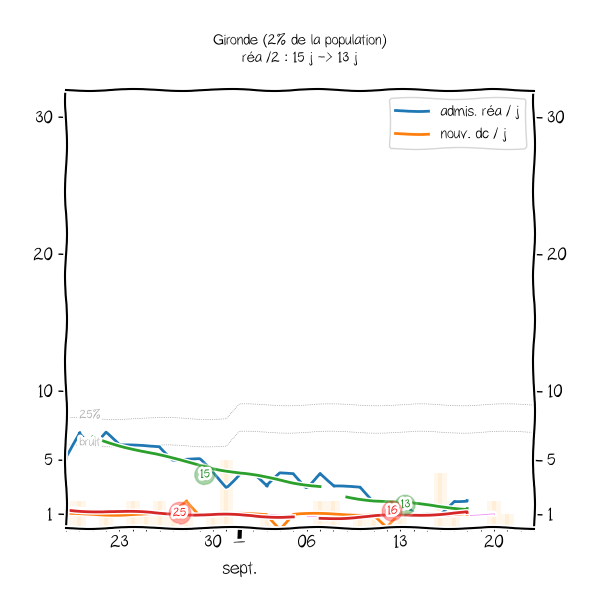 Gironde (2% de la population)
réa /2 : 15 j -> 13 j
admis. réa / j
nouv. dc / j
30 30
20 20
10 10
25%
bruit
5 5
15
13
25
16
1 1
23 30 06 13 20
sept.